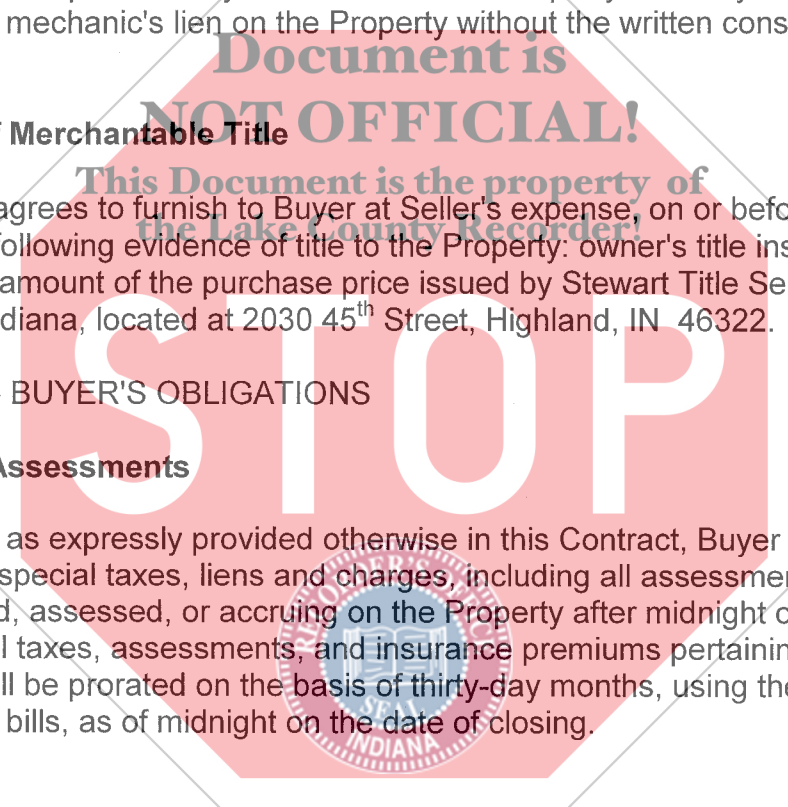 mechanic's lien on the Property without the written cons
Document is
NOT OFFICIAL!
Merchantable Title
This Document is the property of
the Lake County Recorder!
agrees to furnish to Buyer at Seller's expense, on or befo
ollowing evidence of title to the Property: owner's title ins
amount of the purchase price issued by Stewart Title Se
diana, located at 2030 45th Street, Highland, IN 46322.
STOP
BUYER'S OBLIGATIONS
Assessments
as expressly provided otherwise in this Contract, Buyer
special taxes, liens and charges, including all assessme
d, assessed, or accruing on the Property after midnight o
l taxes, assessments, and insurance premiums pertainin
ll be prorated on the basis of thirty-day months, using the
bills, as of midnight on the date of closing.
SEAL
INDIANA